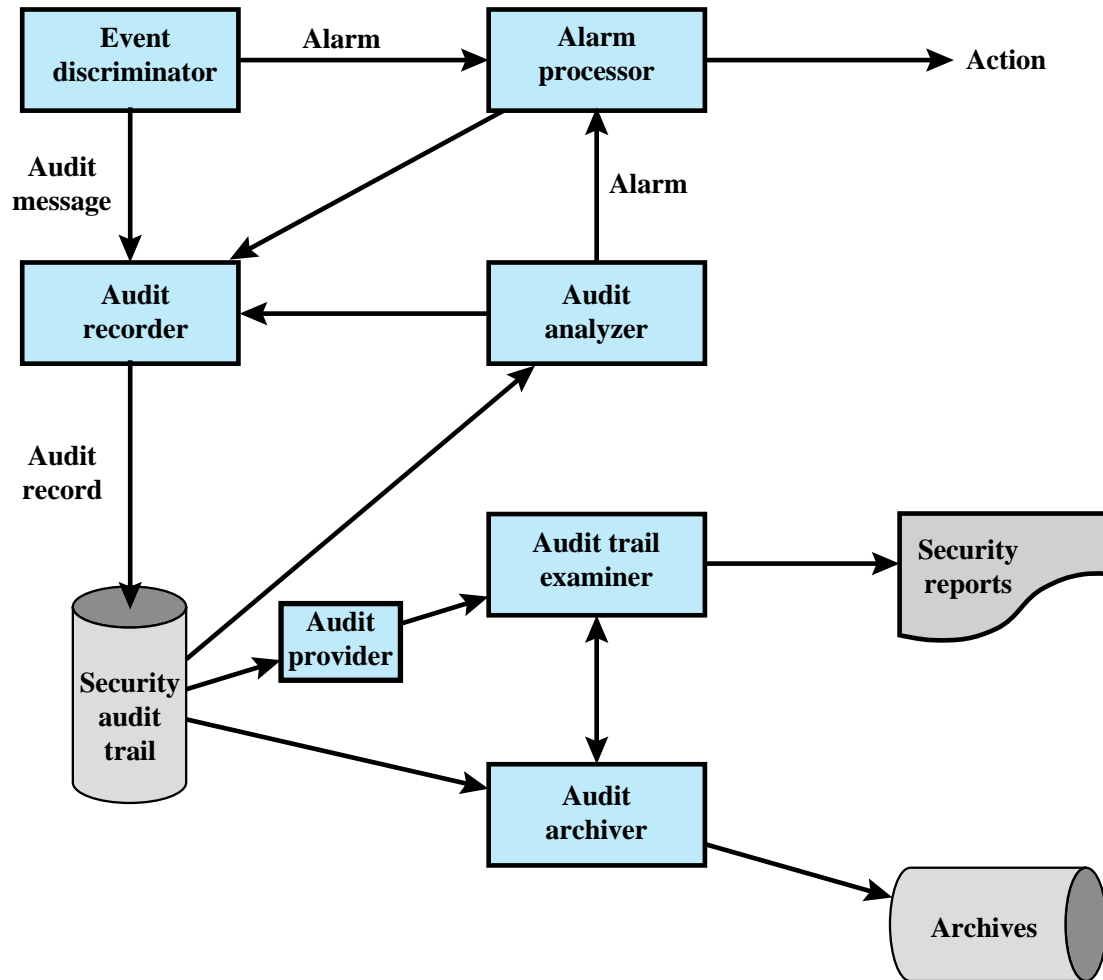 Event
discriminator
Alarm
Alarm
processor
Action
Audit
message
Alarm
Audit
recorder
Audit
analyzer
Audit
record
Audit trail
examiner
Security
reports
Audit
provider
Security
audit
trail
Audit
archiver
Archives